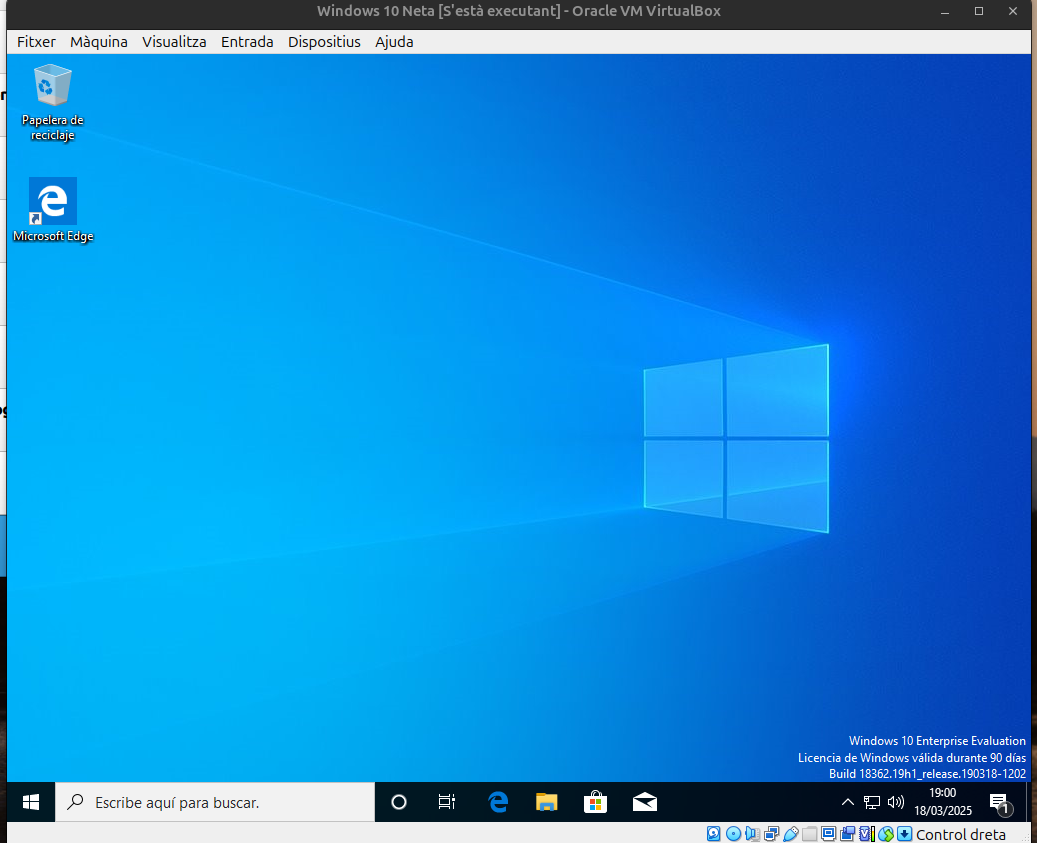 Windows 10 Neta [S'està executant] - Oracle VM VirtualBox
Fitxer Màquina Visualitza Entrada Dispositius Ajuda
Papelera de
reciclaje
Microsoft Edge
Windows 10 Enterprise Evaluation
Licencia de Windows válida durante 90 días
Build 18362.19h1_release.190318-1202
Escribe aquí para buscar.
19:00
18/03/2025
1
Control dreta